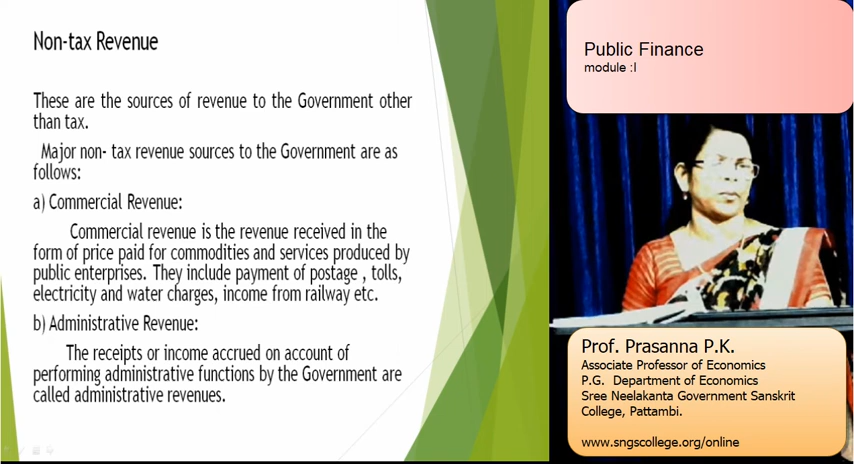 Non-tax Revenue
These are the sources of revenue to the Government other
than tax.
Major non- tax revenue sources to the Government are as
follows:
a) Commercial Revenue:
Commercial revenue is the revenue received in the
form of price paid for commodities and services produced by
public enterprises. They include payment of postage , tolls,
electricity and water charges, income from railway etc.
b) Administrative Revenue:
The receipts or income accrued on account of
performing administrative functions by the Government are
called administrative revenues.
Public Finance
module :I
Prof. Prasanna P.K.
Associate Professor of Economics
P.G. Department of Economics
Sree Neelakanta Government Sanskrit
College, Pattambi.
www.sngscollege.org/online